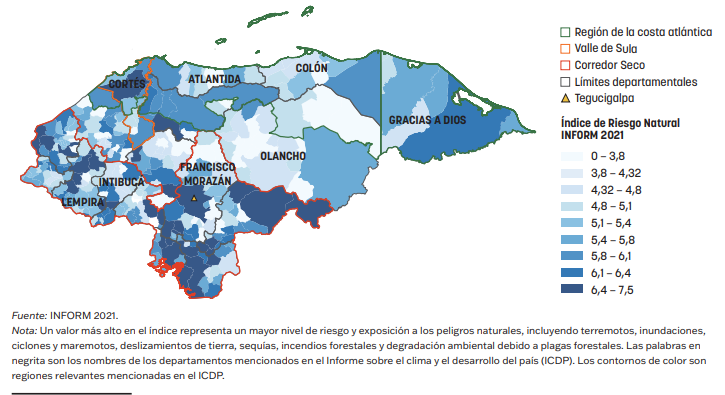 Región de la costa atlántica
Valle de Sula
Corredor Seco
Límites departamentales
Tegucigalpa
Índice de Riesgo Natural
INFORM 2021
0 – 3,8
3,8 – 4,32
4,32 – 4,8
4,8 – 5,1
5,1 – 5,4
5,4 – 5,8
5,8 – 6,1
6,1 – 6,4
6,4 – 7,5
COLÓN
CORTÉS
ATLANTIDA
GRACIAS A DIOS
OLANCHO
FRANCISCO
MORAZÁN
INTIBUCÁ
LEMPIRA
Fuente: INFORM 2021.
Nota: Un valor más alto en el índice representa un mayor nivel de riesgo y exposición a los peligros naturales, incluyendo terremotos, inundaciones,
ciclones y maremotos, deslizamientos de tierra, sequías, incendios forestales y degradación ambiental debido a plagas forestales. Las palabras en
negrita son los nombres de los departamentos mencionados en el Informe sobre el clima y el desarrollo del país (ICDP). Los contornos de color son
regiones relevantes mencionadas en el ICDP.